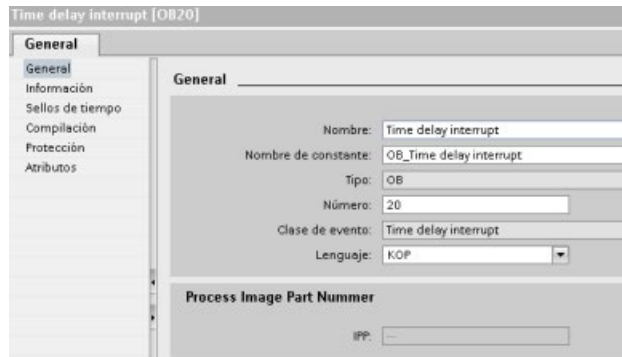 Time delay interrupt [OB20]
General
General
Información
Sellos de tiempo
Compilación
Protección
Atributos
General
Nombre: Time delay interrupt
Nombre de constante: OB_Time delay interrupt
Tipo: OB
Número: 20
Clase de evento: Time delay interrupt
Lenguaje: KOP
Process Image Part Nummer
IPP: ---